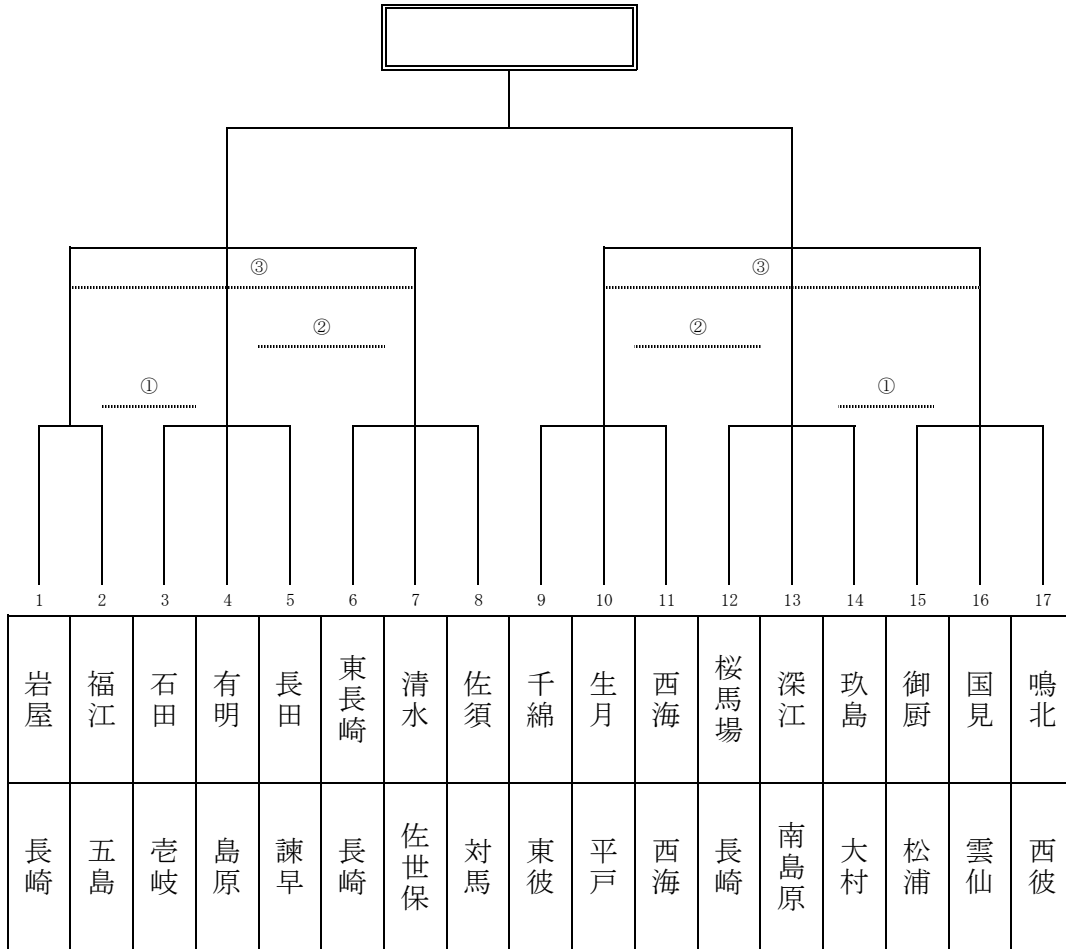 ③ ③
② ②
① ①
1 2 3 4 5 6 7 8 9 10 11 12 13 14 15 16 17
岩屋 福江 石田 有明 長田 東長崎 清水 佐須 千綿 生月 西海 桜馬場 深江 玖島 御厨 国見 鳴北
長崎 五島 壱岐 島原 諫早 長崎 佐世保 対馬 東彼 平戸 西海 長崎 南島原 大村 松浦 雲仙 西彼